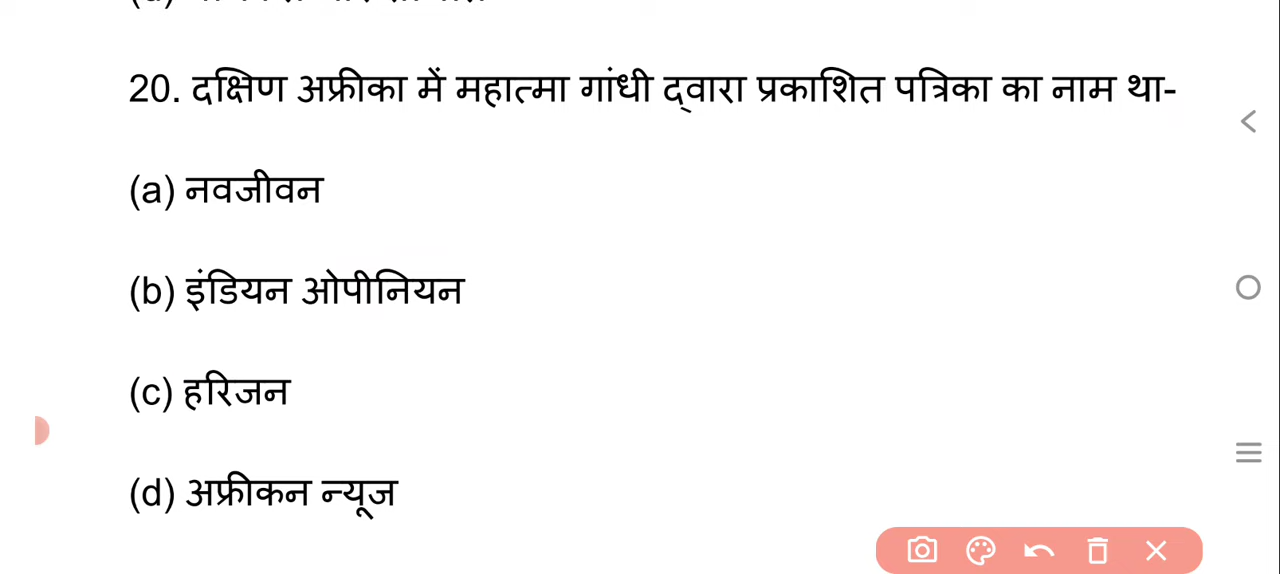 20. दक्षिण अफ्रीका में महात्मा गांधी द्वारा प्रकाशित पत्रिका का नाम था-
(a) नवजीवन
(b) इंडियन ओपीनियन
(c) हरिजन
(d) अफ्रीकन न्यूज